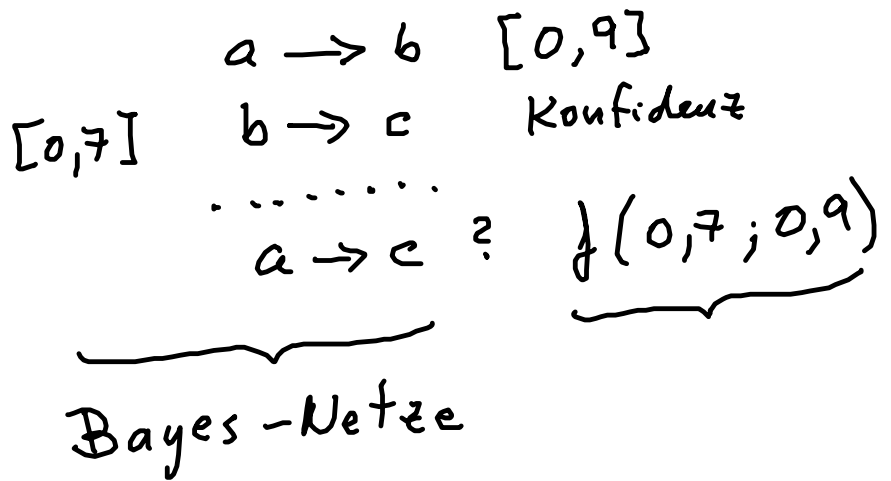 a → b [0,9]
[0,7] b → c Konfidenz
.........
a → c ? f(0,7 ; 0,9)
Bayes-Netze